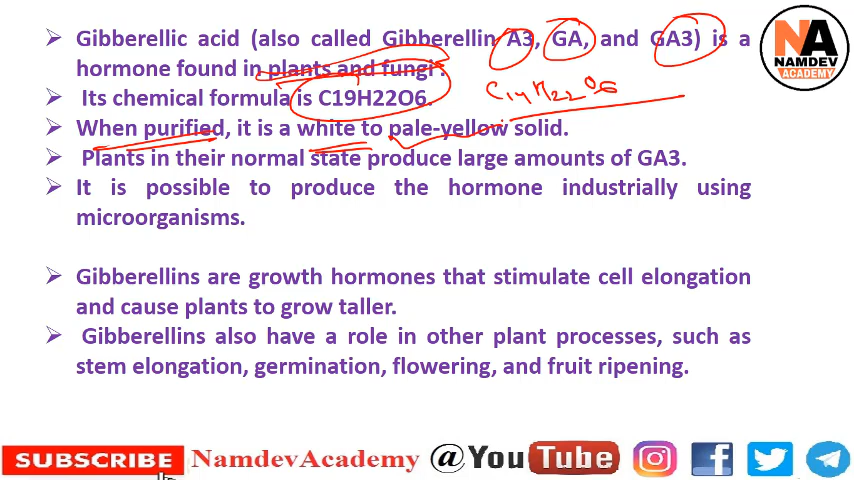 Gibberellic acid (also called Gibberellin A3, GA, and GA3) is a
hormone found in plants and fungi.
➢ Its chemical formula is C19H22O6.
C19H22O6
➢ When purified, it is a white to pale-yellow solid.
➢ Plants in their normal state produce large amounts of GA3.
➢ It is possible to produce the hormone industrially using
microorganisms.
➢ Gibberellins are growth hormones that stimulate cell elongation
and cause plants to grow taller.
➢ Gibberellins also have a role in other plant processes, such as
stem elongation, germination, flowering, and fruit ripening.
NA
NAMDEV
ACADEMY
SUBSCRIBE NamdevAcademy @YouTube